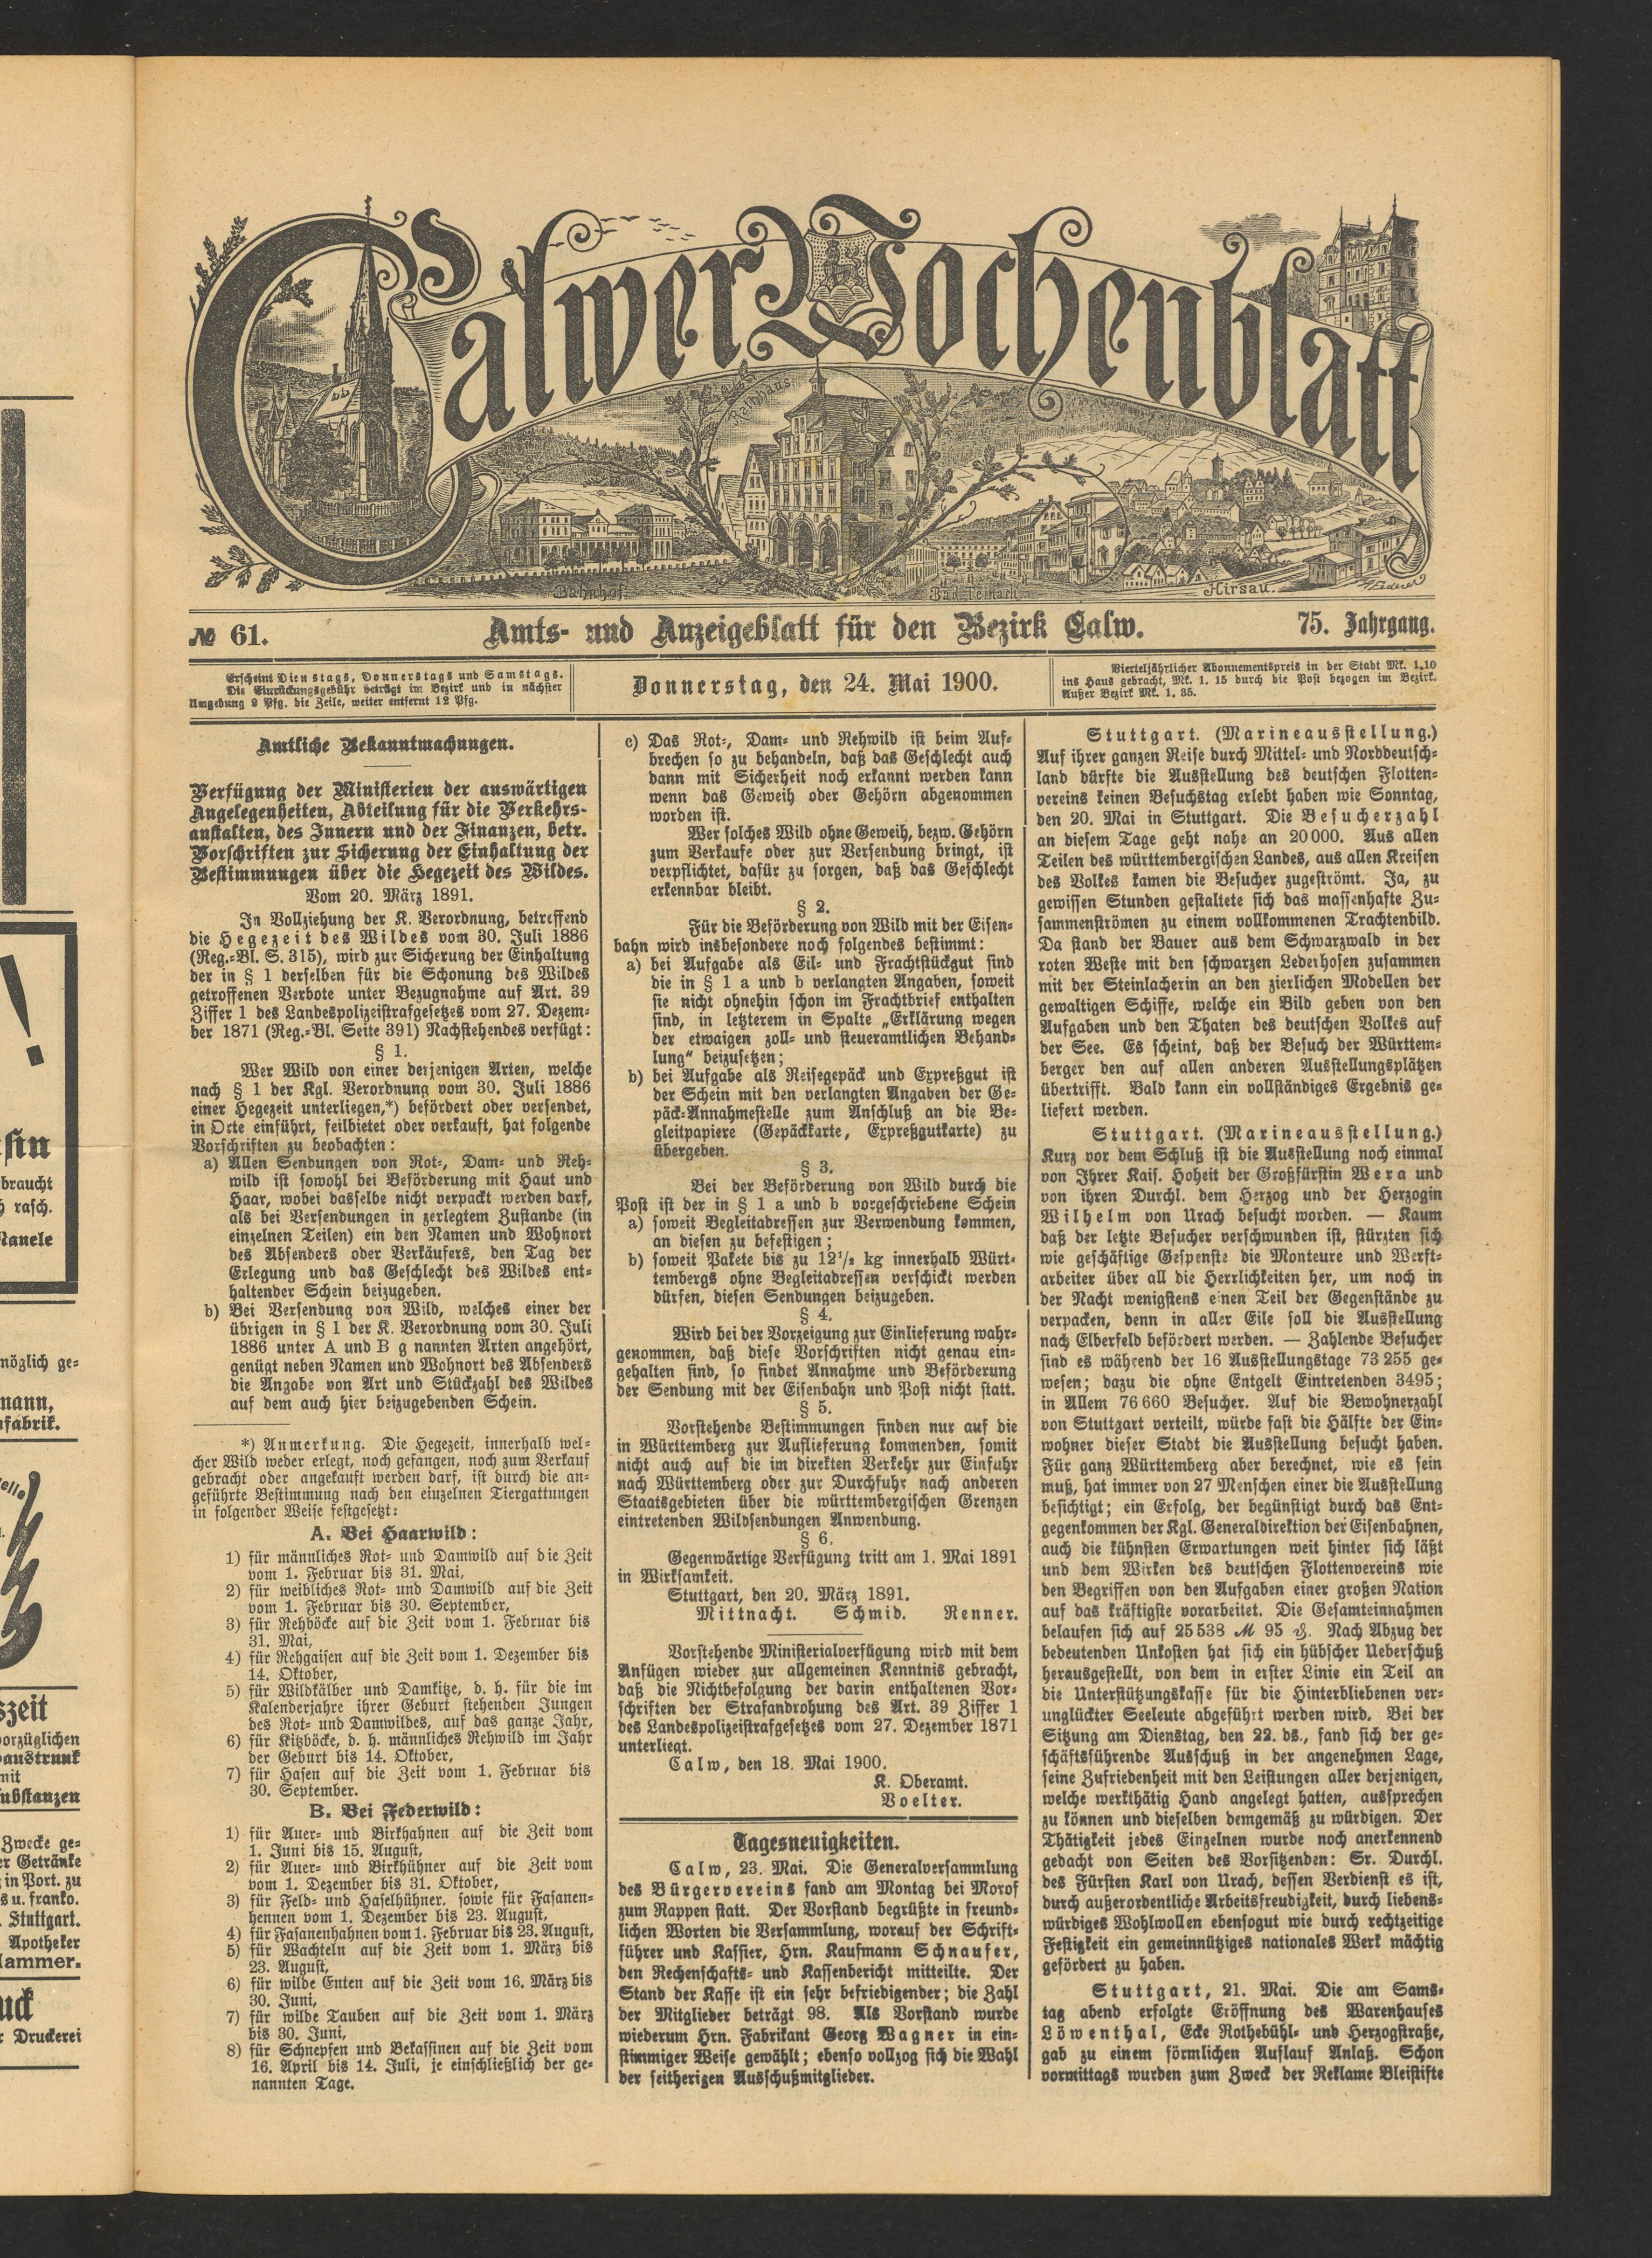 Calwer Wochenblatt
Rathhaus
Bahnhof.
Bad Teinach
Hirsau.
№ 61.
Amts- und Anzeigeblatt für den Bezirk Calw.
75. Jahrgang.
Erscheint Dienstags, Donnerstags und Samstags.
Die Einrückungsgebühr beträgt im Bezirk und in nächster
Umgebung 9 Pfg. die Zeile, weiter entfernt 12 Pfg.
Donnerstag, den 24. Mai 1900.
Vierteljährlicher Abonnementspreis in der Stadt Mk. 1.10
ins Haus gebracht, Mk. 1. 15 durch die Post bezogen im Bezirk.
Außer Bezirk Mk. 1. 35.
Amtliche Bekanntmachungen.
Verfügung der Ministerien der auswärtigen
Angelegenheiten, Abteilung für die Verkehrs-
anstalten, des Innern und der Finanzen, betr.
Vorschriften zur Sicherung der Einhaltung der
Bestimmungen über die Hegezeit des Wildes.
Vom 20. März 1891.
In Vollziehung der K. Verordnung, betreffend
die Hegezeit des Wildes vom 30. Juli 1886
(Reg.-Bl. S. 315), wird zur Sicherung der Einhaltung
der in § 1 derselben für die Schonung des Wildes
getroffenen Verbote unter Bezugnahme auf Art. 39
Ziffer 1 des Landespolizeistrafgesetzes vom 27. Dezem-
ber 1871 (Reg.-Bl. Seite 391) Nachstehendes verfügt:
§ 1.
Wer Wild von einer derjenigen Arten, welche
nach § 1 der Kgl. Verordnung vom 30. Juli 1886
einer Hegezeit unterliegen,*) befördert oder versendet,
in Orte einführt, feilbietet oder verkauft, hat folgende
Vorschriften zu beobachten:
a) Allen Sendungen von Rot-, Dam- und Reh-
wild ist sowohl bei Beförderung mit Haut und
Haar, wobei dasselbe nicht verpackt werden darf,
als bei Versendungen in zerlegtem Zustande (in
einzelnen Teilen) ein den Namen und Wohnort
des Absenders oder Verkäufers, den Tag der
Erlegung und das Geschlecht des Wildes ent-
haltender Schein beizugeben.
b) Bei Versendung von Wild, welches einer der
übrigen in § 1 der K. Verordnung vom 30. Juli
1886 unter A und B g nannten Arten angehört,
genügt neben Namen und Wohnort des Absenders
die Angabe von Art und Stückzahl des Wildes
auf dem auch hier beizugebenden Schein.
*) Anmerkung. Die Hegezeit, innerhalb wel-
cher Wild weder erlegt, noch gefangen, noch zum Verkauf
gebracht oder angekauft werden darf, ist durch die an-
geführte Bestimmung nach den einzelnen Tiergattungen
in folgender Weise festgesetzt:
A. Bei Haarwild:
1) für männliches Rot- und Damwild auf die Zeit
vom 1. Februar bis 31. Mai,
2) für weibliches Rot- und Damwild auf die Zeit
vom 1. Februar bis 30. September,
3) für Rehböcke auf die Zeit vom 1. Februar bis
31. Mai,
4) für Rehgaisen auf die Zeit vom 1. Dezember bis
14. Oktober,
5) für Wildkälber und Damkitze, d. h. für die im
Kalenderjahre ihrer Geburt stehenden Jungen
des Rot- und Damwildes, auf das ganze Jahr,
6) für Kitzböcke, d. h. männliches Rehwild im Jahr
der Geburt bis 14. Oktober,
7) für Hasen auf die Zeit vom 1. Februar bis
30. September.
B. Bei Federwild:
1) für Auer- und Birkhahnen auf die Zeit vom
1. Juni bis 15. August,
2) für Auer- und Birkhühner auf die Zeit vom
vom 1. Dezember bis 31. Oktober,
3) für Feld- und Haselhühner, sowie für Fasanen-
hennen vom 1. Dezember bis 23. August,
4) für Fasanenhahnen vom 1. Februar bis 23. August,
5) für Wachteln auf die Zeit vom 1. März bis
23. August,
6) für wilde Enten auf die Zeit vom 16. März bis
30. Juni,
7) für wilde Tauben auf die Zeit vom 1. März
bis 30. Juni,
8) für Schnepfen und Bekassinen auf die Zeit vom
16. April bis 14. Juli, je einschließlich der ge-
nannten Tage.
c) Das Rot-, Dam- und Rehwild ist beim Auf-
brechen so zu behandeln, daß das Geschlecht auch
dann mit Sicherheit noch erkannt werden kann
wenn das Geweih oder Gehörn abgenommen
worden ist.
Wer solches Wild ohne Geweih, bezw. Gehörn
zum Verkaufe oder zur Versendung bringt, ist
verpflichtet, dafür zu sorgen, daß das Geschlecht
erkennbar bleibt.
§ 2.
Für die Beförderung von Wild mit der Eisen-
bahn wird insbesondere noch folgendes bestimmt:
a) bei Aufgabe als Eil- und Frachtstückgut sind
die in § 1 a und b verlangten Angaben, soweit
sie nicht ohnehin schon im Frachtbrief enthalten
sind, in letzterem in Spalte „Erklärung wegen
der etwaigen zoll- und steueramtlichen Behand-
lung“ beizusetzen;
b) bei Aufgabe als Reisegepäck und Expreßgut ist
der Schein mit den verlangten Angaben der Ge-
päck-Annahmestelle zum Anschluß an die Be-
gleitpapiere (Gepäckkarte, Expreßgutkarte) zu
übergeben.
§ 3.
Bei der Beförderung von Wild durch die
Post ist der in § 1 a und b vorgeschriebene Schein
a) soweit Begleitadressen zur Verwendung kommen,
an diesen zu befestigen;
b) soweit Pakete bis zu 12¹/₂ kg innerhalb Würt-
tembergs ohne Begleitadressen verschickt werden
dürfen, diesen Sendungen beizugeben.
§ 4.
Wird bei der Vorzeigung zur Einlieferung wahr-
genommen, daß diese Vorschriften nicht genau ein-
gehalten sind, so findet Annahme und Beförderung
der Sendung mit der Eisenbahn und Post nicht statt.
§ 5.
Vorstehende Bestimmungen finden nur auf die
in Württemberg zur Auflieferung kommenden, somit
nicht auch auf die im direkten Verkehr zur Einfuhr
nach Württemberg oder zur Durchfuhr nach anderen
Staatsgebieten über die württembergischen Grenzen
eintretenden Wildsendungen Anwendung.
§ 6.
Gegenwärtige Verfügung tritt am 1. Mai 1891
in Wirksamkeit.
Stuttgart, den 20. März 1891.
Mittnacht. Schmid. Renner.
Vorstehende Ministerialverfügung wird mit dem
Anfügen wieder zur allgemeinen Kenntnis gebracht,
daß die Nichtbefolgung der darin enthaltenen Vor-
schriften der Strafandrohung des Art. 39 Ziffer 1
des Landespolizeistrafgesetzes vom 27. Dezember 1871
unterliegt.
Calw, den 18. Mai 1900.
K. Oberamt.
Voelter.
Tagesneuigkeiten.
Calw, 23. Mai. Die Generalversammlung
des Bürgervereins fand am Montag bei Morof
zum Rappen statt. Der Vorstand begrüßte in freund-
lichen Worten die Versammlung, worauf der Schrift-
führer und Kassier, Hrn. Kaufmann Schnaufer,
den Rechenschafts- und Kassenbericht mitteilte. Der
Stand der Kasse ist ein sehr befriedigender; die Zahl
der Mitglieder beträgt 98. Als Vorstand wurde
wiederum Hrn. Fabrikant Georg Wagner in ein-
stimmiger Weise gewählt; ebenso vollzog sich die Wahl
der seitherigen Ausschußmitglieder.
Stuttgart. (Marineausstellung.)
Auf ihrer ganzen Reise durch Mittel- und Norddeutsch-
land dürfte die Ausstellung des deutschen Flotten-
vereins keinen Besuchstag erlebt haben wie Sonntag,
den 20. Mai in Stuttgart. Die Besucherzahl
an diesem Tage geht nahe an 20000. Aus allen
Teilen des württembergischen Landes, aus allen Kreisen
des Volkes kamen die Besucher zugeströmt. Ja, zu
gewissen Stunden gestaltete sich das massenhafte Zu-
sammenströmen zu einem vollkommenen Trachtenbild.
Da stand der Bauer aus dem Schwarzwald in der
roten Weste mit den schwarzen Lederhosen zusammen
mit der Steinlacherin an den zierlichen Modellen der
gewaltigen Schiffe, welche ein Bild geben von den
Aufgaben und den Thaten des deutschen Volkes auf
der See. Es scheint, daß der Besuch der Württem-
berger den auf allen anderen Ausstellungsplätzen
übertrifft. Bald kann ein vollständiges Ergebnis ge-
liefert werden.
Stuttgart. (Marineausstellung.)
Kurz vor dem Schluß ist die Ausstellung noch einmal
von Ihrer Kais. Hoheit der Großfürstin Wera und
von ihren Durchl. dem Herzog und der Herzogin
Wilhelm von Urach besucht worden. — Kaum
daß der letzte Besucher verschwunden ist, stürzten sich
wie geschäftige Gespenste die Monteure und Werft-
arbeiter über all die Herrlichkeiten her, um noch in
der Nacht wenigstens einen Teil der Gegenstände zu
verpacken, denn in aller Eile soll die Ausstellung
nach Elberfeld befördert werden. — Zahlende Besucher
sind es während der 16 Ausstellungstage 73255 ge-
wesen; dazu die ohne Entgelt Eintretenden 3495;
in Allem 76660 Besucher. Auf die Bewohnerzahl
von Stuttgart verteilt, würde fast die Hälfte der Ein-
wohner dieser Stadt die Ausstellung besucht haben.
Für ganz Württemberg aber berechnet, wie es sein
muß, hat immer von 27 Menschen einer die Ausstellung
besichtigt; ein Erfolg, der begünstigt durch das Ent-
gegenkommen der Kgl. Generaldirektion der Eisenbahnen,
auch die kühnsten Erwartungen weit hinter sich läßt
und dem Wirken des deutschen Flottenvereins wie
den Begriffen von den Aufgaben einer großen Nation
auf das kräftigste vorarbeitet. Die Gesamteinnahmen
belaufen sich auf 25538 ℳ 95 ₰. Nach Abzug der
bedeutenden Unkosten hat sich ein hübscher Ueberschuß
herausgestellt, von dem in erster Linie ein Teil an
die Unterstützungskasse für die Hinterbliebenen ver-
unglückter Seeleute abgeführt werden wird. Bei der
Sitzung am Dienstag, den 22. ds., fand sich der ge-
schäftsführende Ausschuß in der angenehmen Lage,
seine Zufriedenheit mit den Leistungen aller derjenigen,
welche werkthätig Hand angelegt hatten, aussprechen
zu können und dieselben demgemäß zu würdigen. Der
Thätigkeit jedes Einzelnen wurde noch anerkennend
gedacht von Seiten des Vorsitzenden: Sr. Durchl.
des Fürsten Karl von Urach, dessen Verdienst es ist,
durch außerordentliche Arbeitsfreudigkeit, durch liebens-
würdiges Wohlwollen ebensogut wie durch rechtzeitige
Festigkeit ein gemeinnütziges nationales Werk mächtig
gefördert zu haben.
Stuttgart, 21. Mai. Die am Sams-
tag abend erfolgte Eröffnung des Warenhauses
Löwenthal, Ecke Rothebühl- und Herzogstraße,
gab zu einem förmlichen Auflauf Anlaß. Schon
vormittags wurden zum Zweck der Reklame Bleistifte